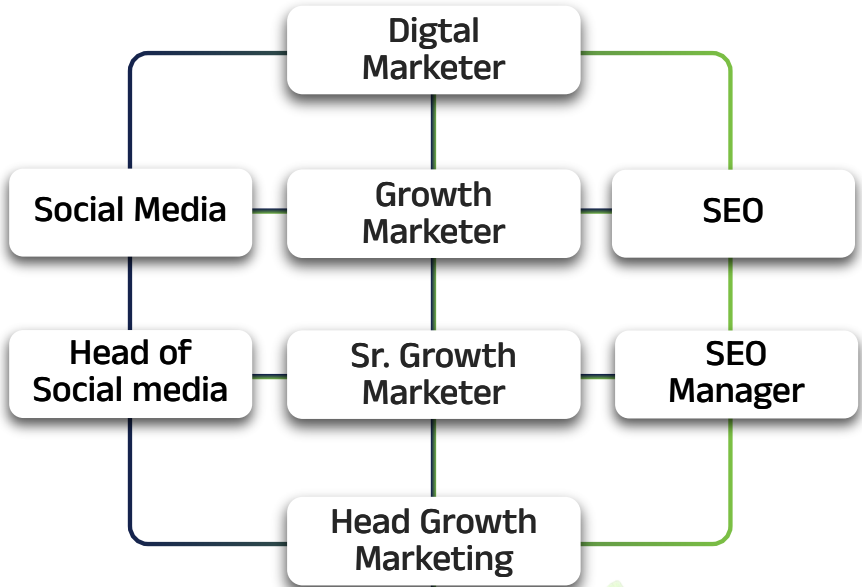 Digtal
Marketer
Social Media
Growth
Marketer
SEO
Head of
Social media
Sr. Growth
Marketer
SEO
Manager
Head Growth
Marketing